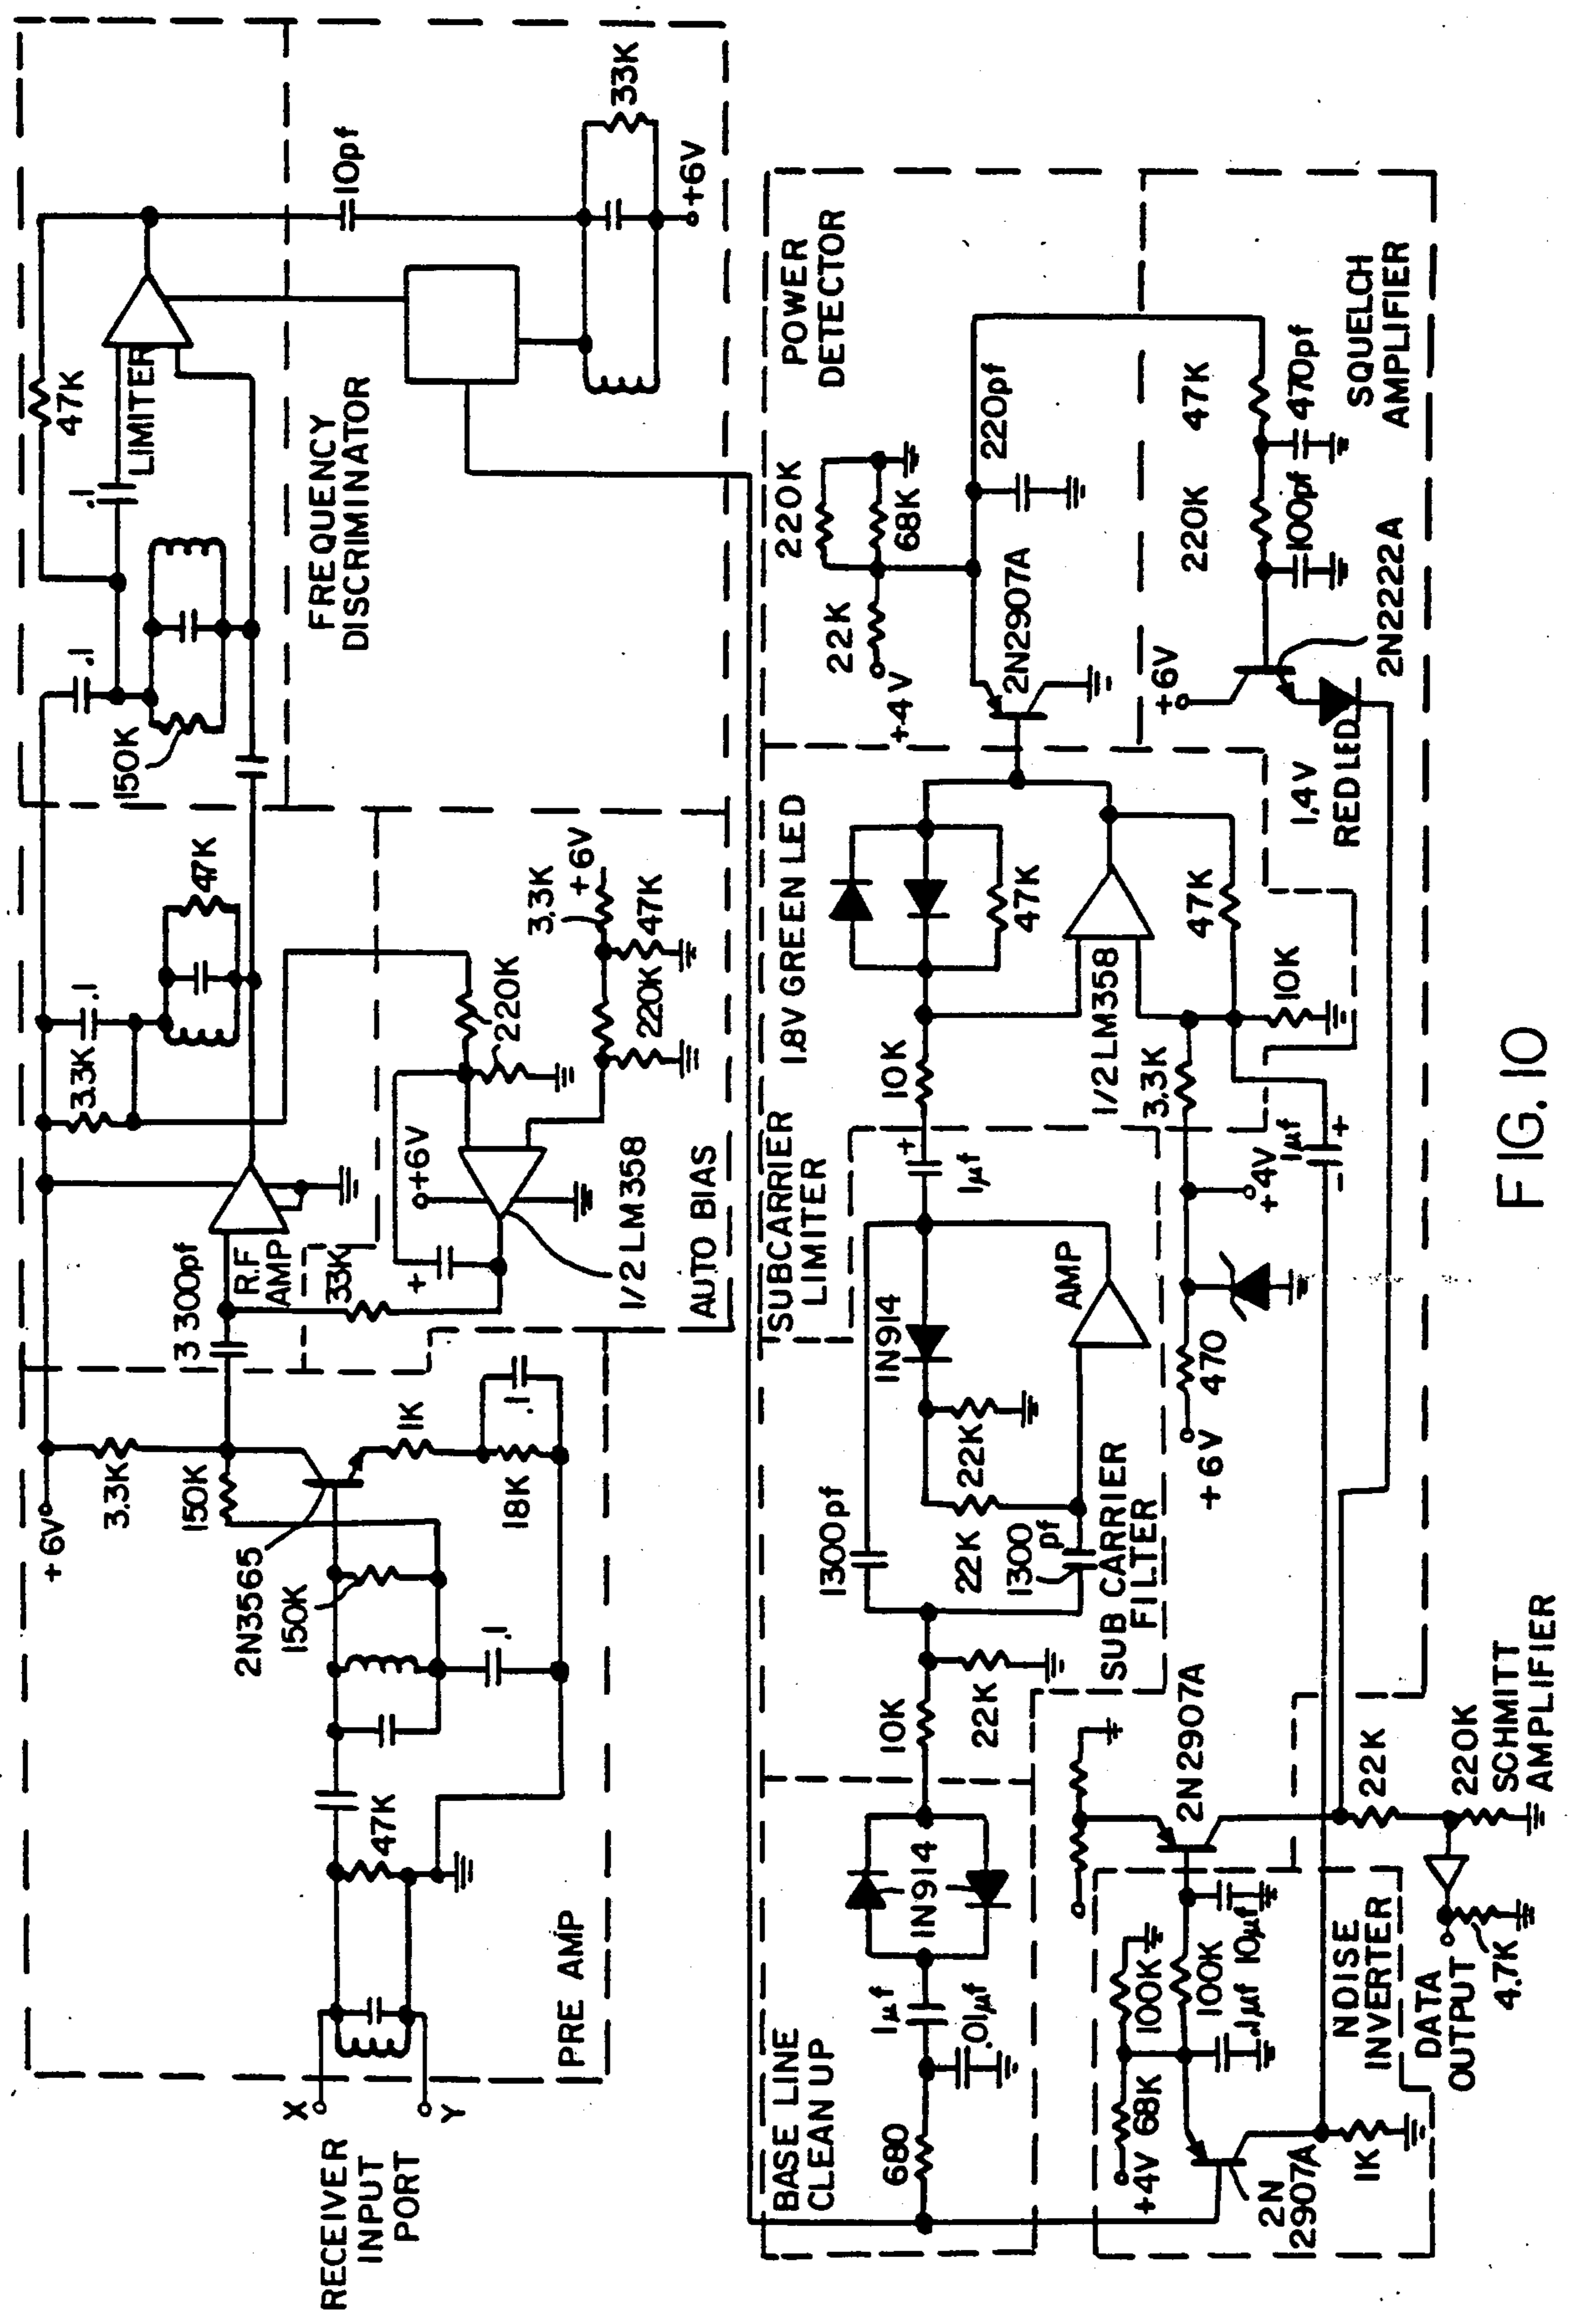 RECEIVER
INPUT
PORT
X
Y
PRE AMP
47K
2N3565
150K
150K
.1
+6V
3.3K
1K
18K
.1
3300pf
R.F
AMP
33K
3.3K
.1
47K
+
+6V
220K
3.3K
+6V
47K
220K
1/2 LM358
AUTO BIAS
150K
.1
.1
47K
LIMITER
FREQUENCY
DISCRIMINATOR
10pf
33K
+6V
BASE LINE
CLEAN UP
680
1µf
.01µf
1N914
10K
22K
1300pf
1300
pf
22K
22K
1N914
AMP
SUB CARRIER
FILTER
SUBCARRIER
LIMITER
+
1µf
10K
1.8V GREEN LED
47K
1/2 LM358
47K
10K
3.3K
+4V
470
+6V
1µf
+
-
POWER
DETECTOR
220K
68K
22K
+4V
2N2907A
220pf
SQUELCH
AMPLIFIER
47K
470pf
220K
100pf
2N2222A
+6V
1.4V
RED LED
NOISE
INVERTER
+4V
68K
100K
100K
.1µf
10µf
2N
2907A
1K
2N2907A
22K
220K
SCHMITT
AMPLIFIER
DATA
OUTPUT
4.7K
FIG. 10